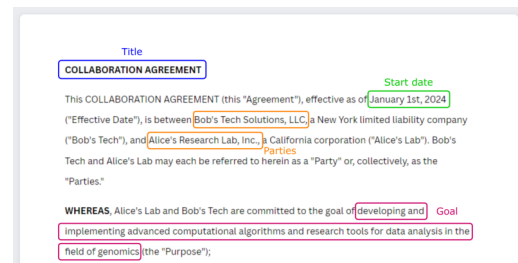 Title
COLLABORATION AGREEMENT
Start date
This COLLABORATION AGREEMENT (this "Agreement"), effective as of January 1st, 2024
("Effective Date"), is between Bob's Tech Solutions, LLC, a New York limited liability company
("Bob's Tech"), and Alice's Research Lab, Inc., a California corporation ("Alice's Lab"). Bob's
Parties
Tech and Alice's Lab may each be referred to herein as a "Party" or, collectively, as the
"Parties."
WHEREAS, Alice's Lab and Bob's Tech are committed to the goal of developing and Goal
implementing advanced computational algorithms and research tools for data analysis in the
field of genomics (the "Purpose");